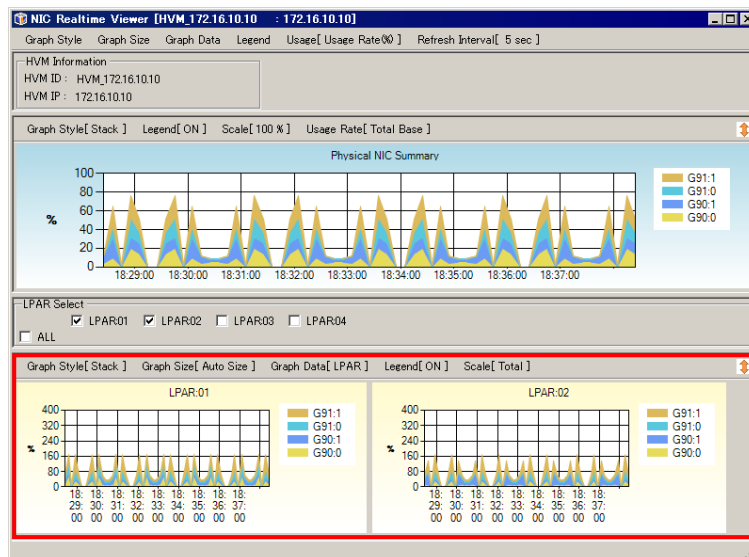 NIC Realtime Viewer [HVM_172.16.10.10 : 172.16.10.10]
Graph Style Graph Size Graph Data Legend Usage[ Usage Rate(%) ] Refresh Interval[ 5 sec ]
HVM Information
HVM ID : HVM_172.16.10.10
HVM IP : 172.16.10.10
Graph Style[ Stack ] Legend[ ON ] Scale[ 100 % ] Usage Rate[ Total Base ]
Physical NIC Summary
100
80
60
40
20
0
%
18:29:00 18:30:00 18:31:00 18:32:00 18:33:00 18:34:00 18:35:00 18:36:00 18:37:00
G91:1
G91:0
G90:1
G90:0
LPAR Select
LPAR:01 LPAR:02 LPAR:03 LPAR:04
ALL
Graph Style[ Stack ] Graph Size[ Auto Size ] Graph Data[ LPAR ] Legend[ ON ] Scale[ Total ]
LPAR:01
400
320
240
160
80
0
%
18: 18: 18: 18: 18: 18: 18: 18: 18:
29: 30: 31: 32: 33: 34: 35: 36: 37:
00 00 00 00 00 00 00 00 00
G91:1
G91:0
G90:1
G90:0
LPAR:02
400
320
240
160
80
0
%
18: 18: 18: 18: 18: 18: 18: 18: 18:
29: 30: 31: 32: 33: 34: 35: 36: 37:
00 00 00 00 00 00 00 00 00
G91:1
G91:0
G90:1
G90:0